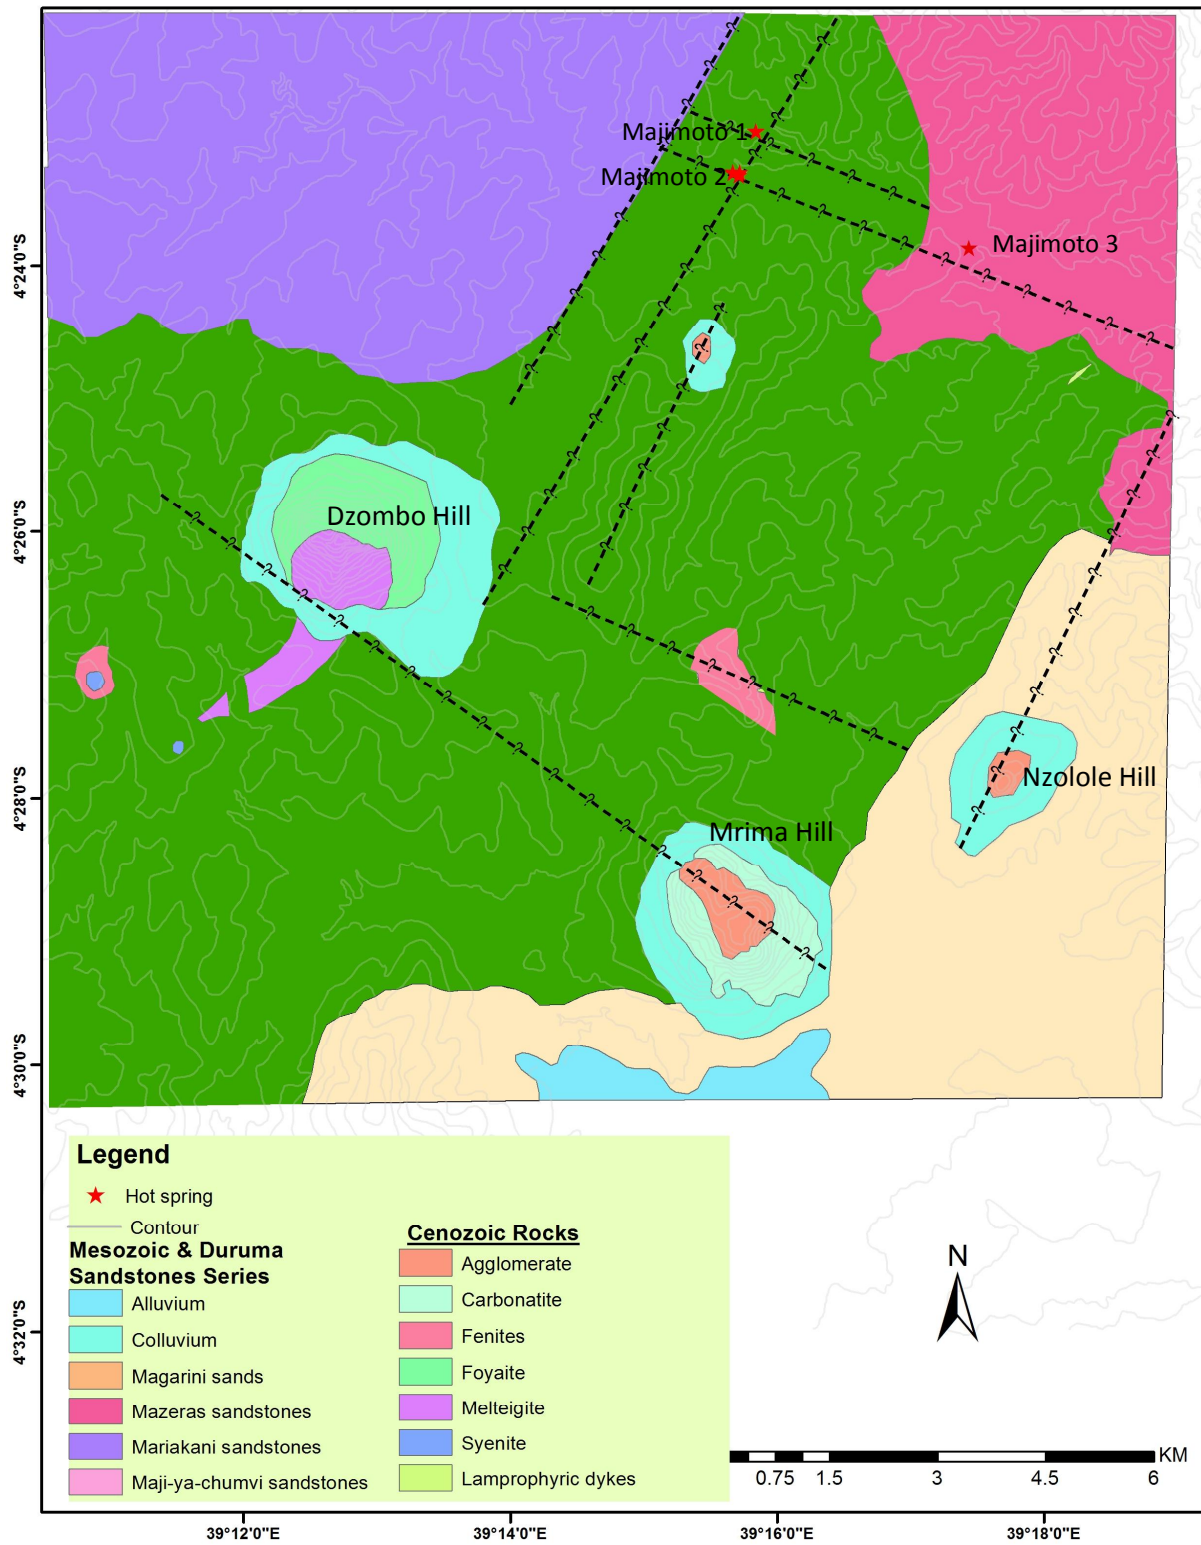 Majimoto 1
Majimoto 2
Majimoto 3
4°24'0"S
Dzombo Hill
4°26'0"S
Nzolole Hill
4°28'0"S
Mrima Hill
4°30'0"S
Legend
Hot spring
Contour
Mesozoic & Duruma
Sandstones Series
Alluvium
Colluvium
Magarini sands
Mazeras sandstones
Mariakani sandstones
Maji-ya-chumvi sandstones
Cenozoic Rocks
Agglomerate
Carbonatite
Fenites
Foyaite
Melteigite
Syenite
Lamprophyric dykes
N
4°32'0"S
KM
0.75 1.5 3 4.5 6
39°12'0"E 39°14'0"E 39°16'0"E 39°18'0"E